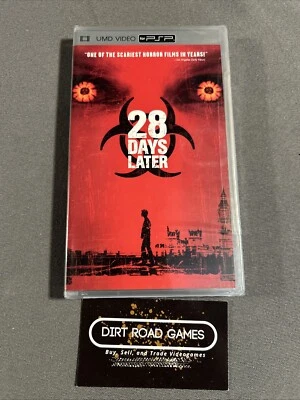 UMD VIDEO for PSP
"ONE OF THE SCARIEST HORROR FILMS IN YEARS!"
28
DAYS
LATER
DIRT ROAD GAMES
Buy, Sell, and Trade Videogames